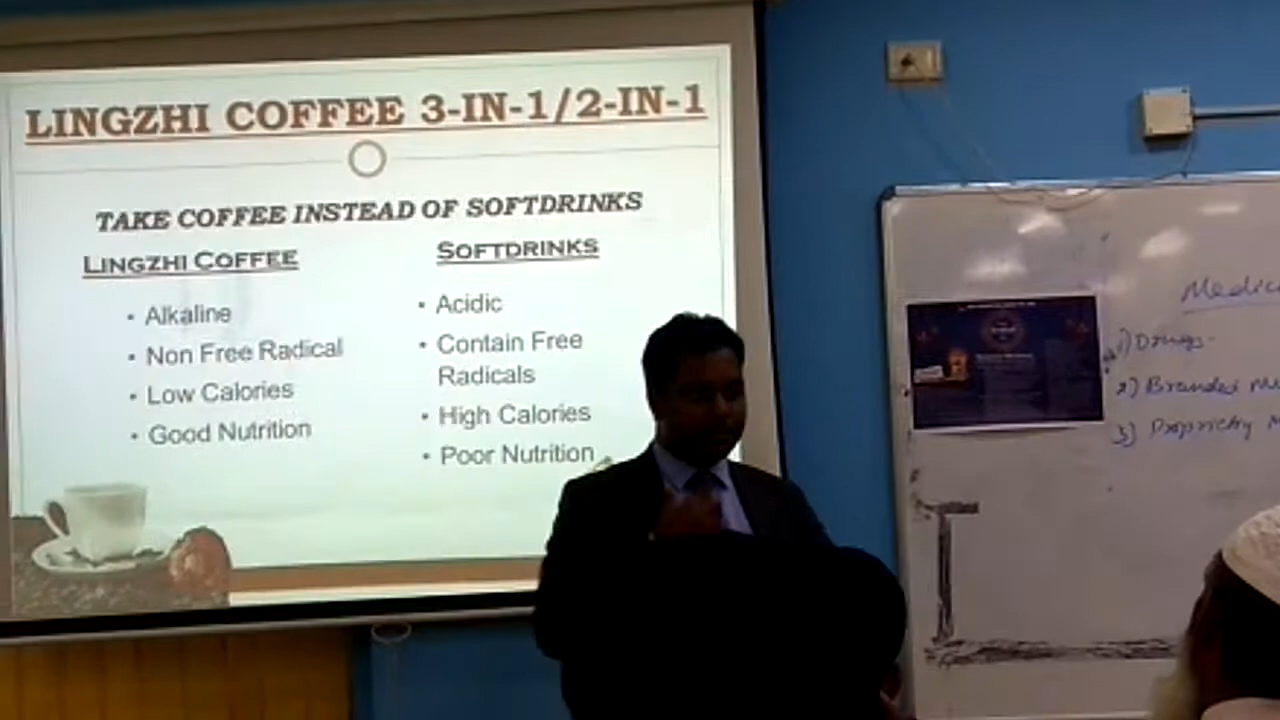 LINGZHI COFFEE 3-IN-1/2-IN-1
TAKE COFFEE INSTEAD OF SOFTDRINKS
LINGZHI COFFEE
• Alkaline
• Non Free Radical
• Low Calories
• Good Nutrition
SOFTDRINKS
• Acidic
• Contain Free
Radicals
• High Calories
• Poor Nutrition
1) Drugs
2) Branded
3) Proprietry